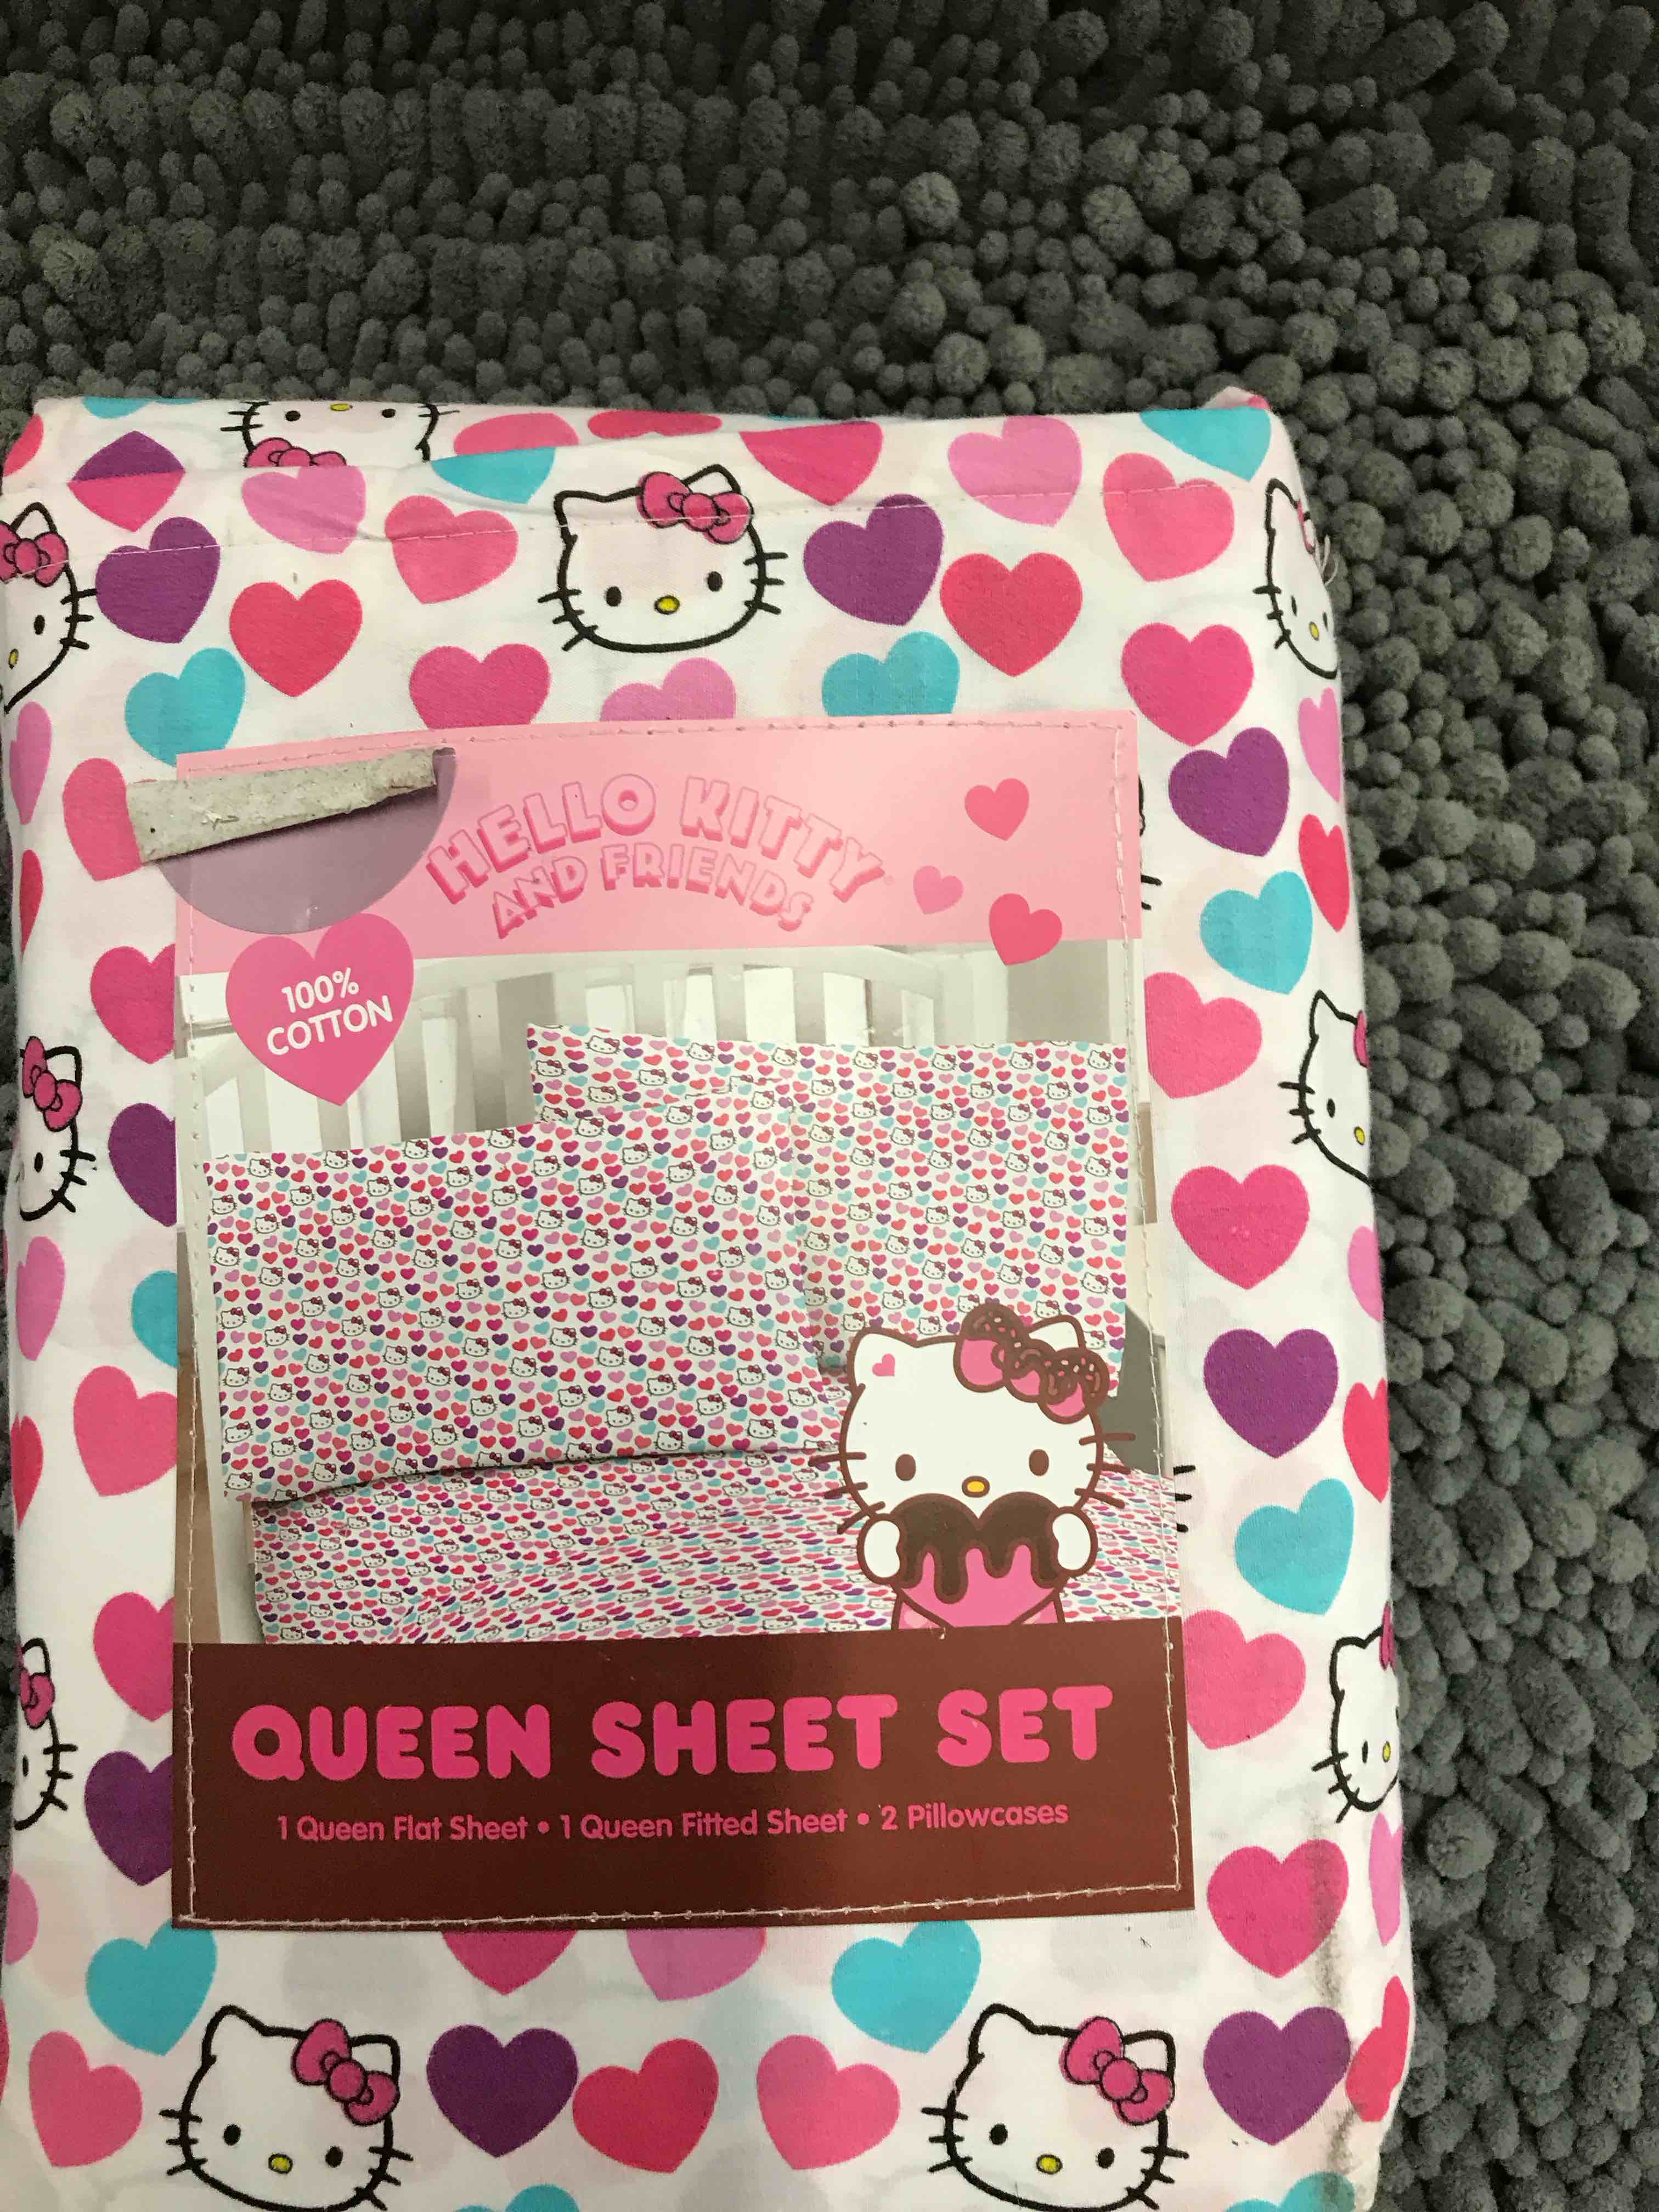 HELLO KITTY
AND FRIENDS
100%
COTTON
QUEEN SHEET SET
1 Queen Flat Sheet • 1 Queen Fitted Sheet • 2 Pillowcases